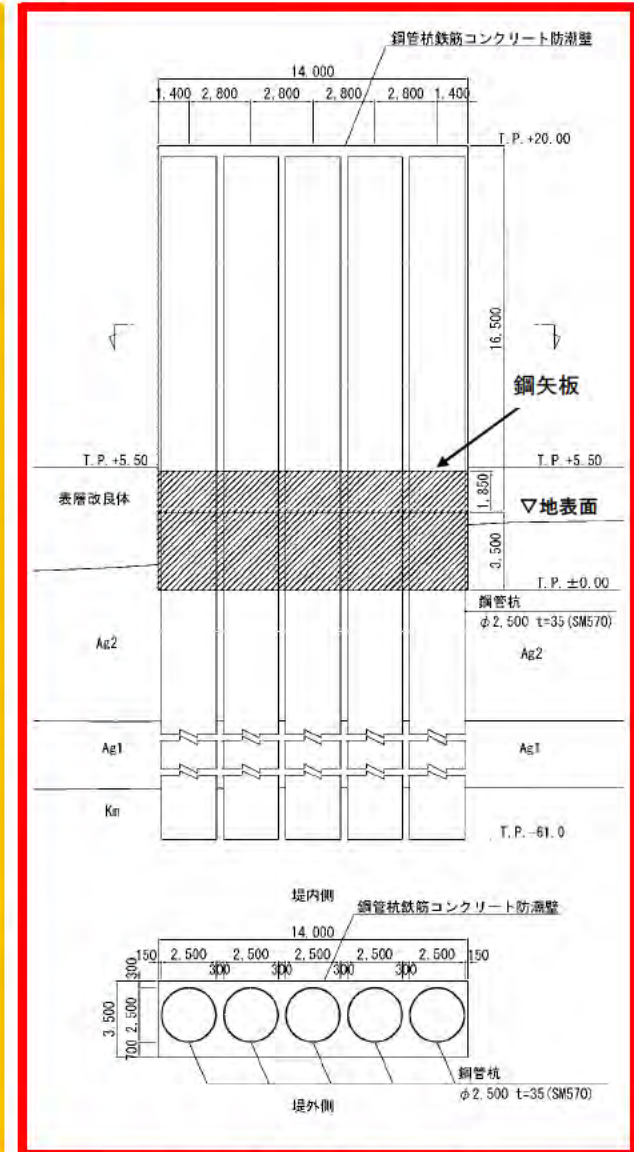 鋼管杭鉄筋コンクリート防潮壁
14.000
1,400 2,800 2,800 2,800 2,800 1.400
T.P.+20.00
16,500
鋼矢板
T.P.+5.50 T.P.+5.50
表層改良体
1,850
▽地表面
3,500
T.P.±0.00
鋼管杭
φ2,500 t=35(SM570)
Ag2 Ag2
Ag1 Ag1
Km
T.P.-61.0
堤内側
鋼管杭鉄筋コンクリート防潮壁
14.000
150 2,500 2,500 2,500 2,500 2,500 150
300 300 300 300
300
3,500
2,500
700
鋼管杭
φ2.500 t=35(SM570)
堤外側